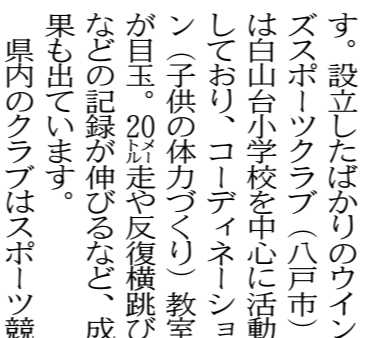 す。設立したばかりのウイン
ズスポーツクラブ（八戸市）
は白山台小学校を中心に活動
しており、コーディネーショ
ン（子供の体力づくり）教室
が目玉。20㍍走や反復横跳び
などの記録が伸びるなど、成
果も出ています。
県内のクラブはスポーツ競